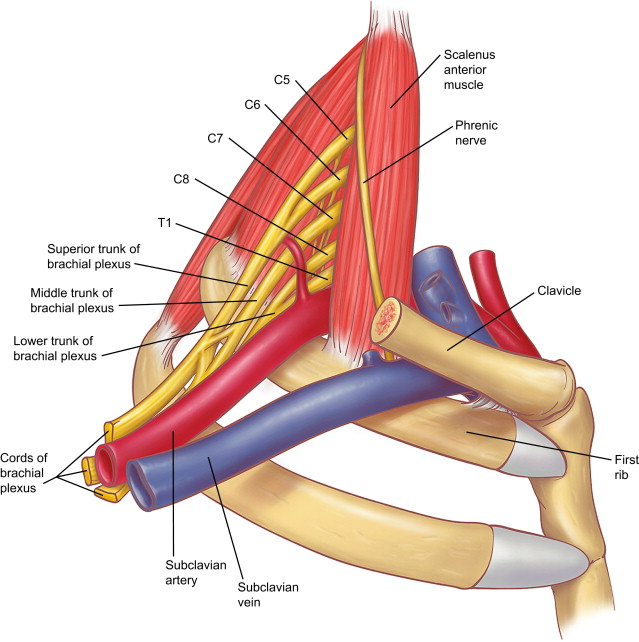 Scalenus
anterior
muscle
C5
C6
Phrenic
nerve
C7
C8
T1
Superior trunk of
brachial plexus
Middle trunk of
brachial plexus
Clavicle
Lower trunk of
brachial plexus
Cords of
brachial
plexus
First
rib
Subclavian
artery
Subclavian
vein